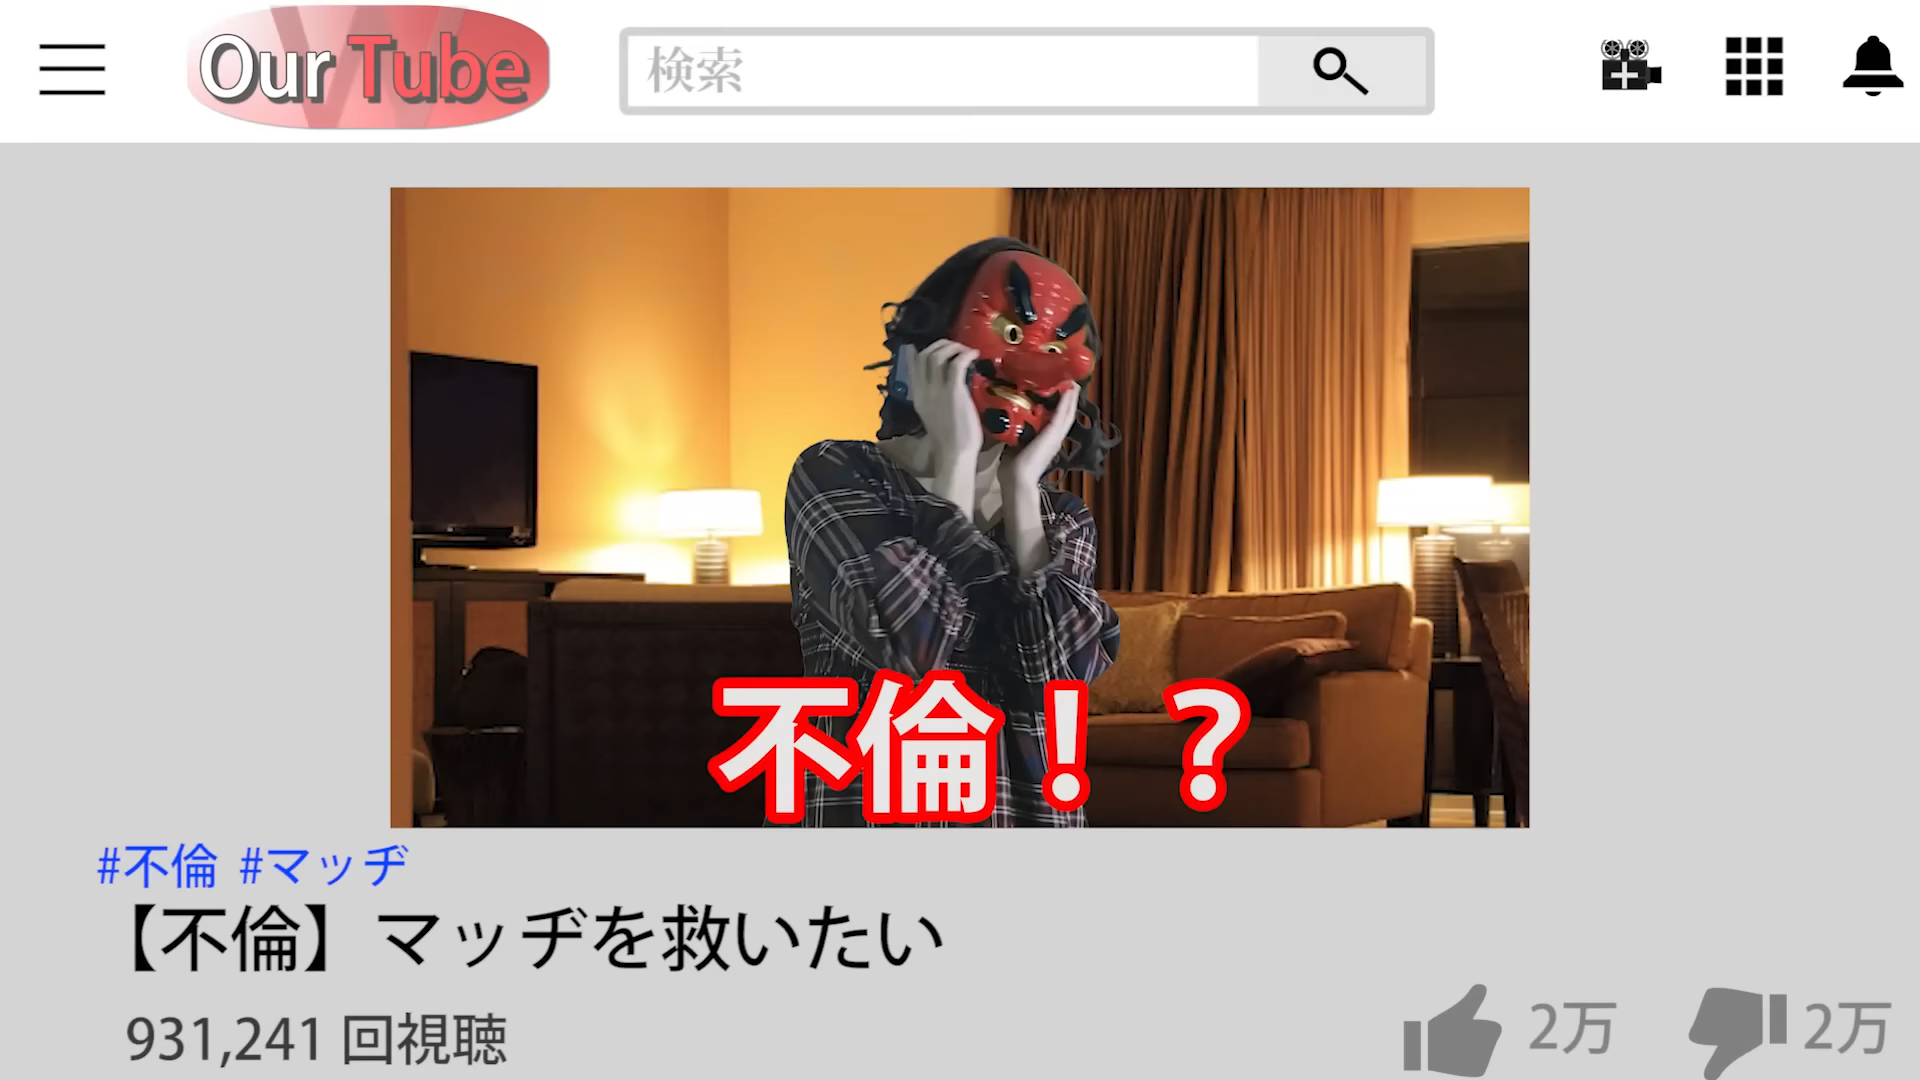 Our Tube
検索
不倫！？
#不倫 #マッヂ
【不倫】マッヂを救いたい
931,241 回視聴
2万 2万